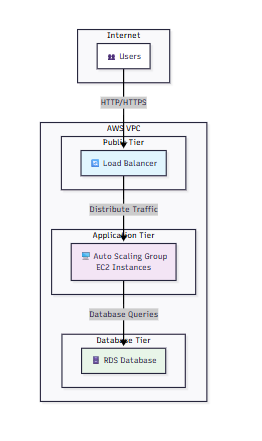 Internet
Users
HTTP/HTTPS
AWS VPC
Public Tier
Load Balancer
Distribute Traffic
Application Tier
Auto Scaling Group
EC2 Instances
Database Queries
Database Tier
RDS Database